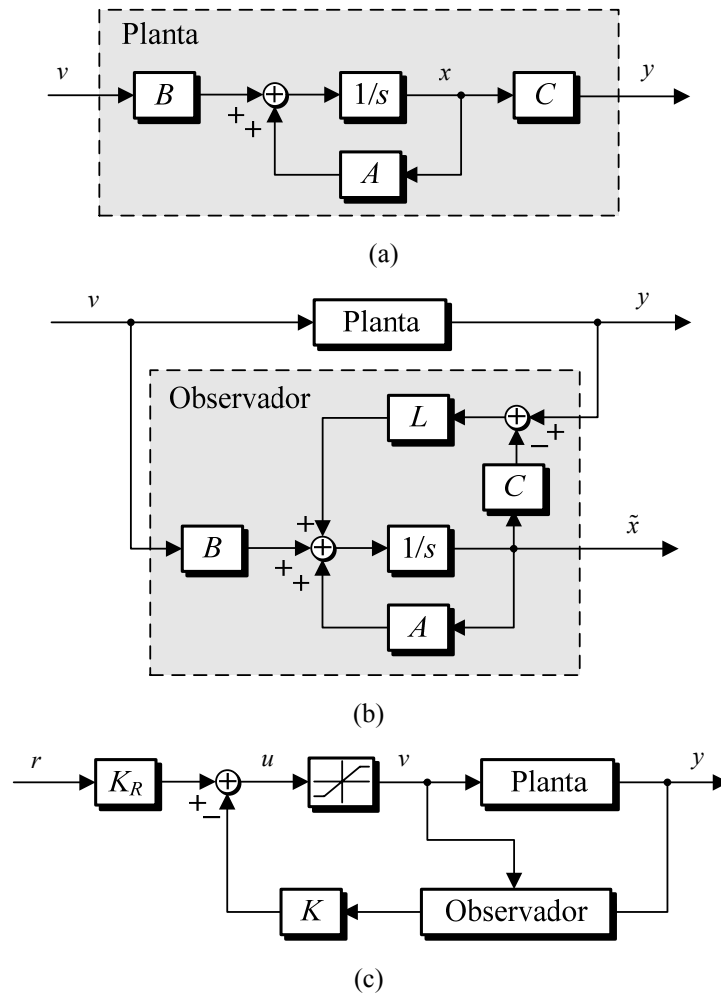 Planta
v B + + + 1/s x C y
A
(a)
v Planta y
Observador
L + − +
C
B + + + + 1/s x̃
A
(b)
r K_R + + − u v Planta y
K Observador
(c)